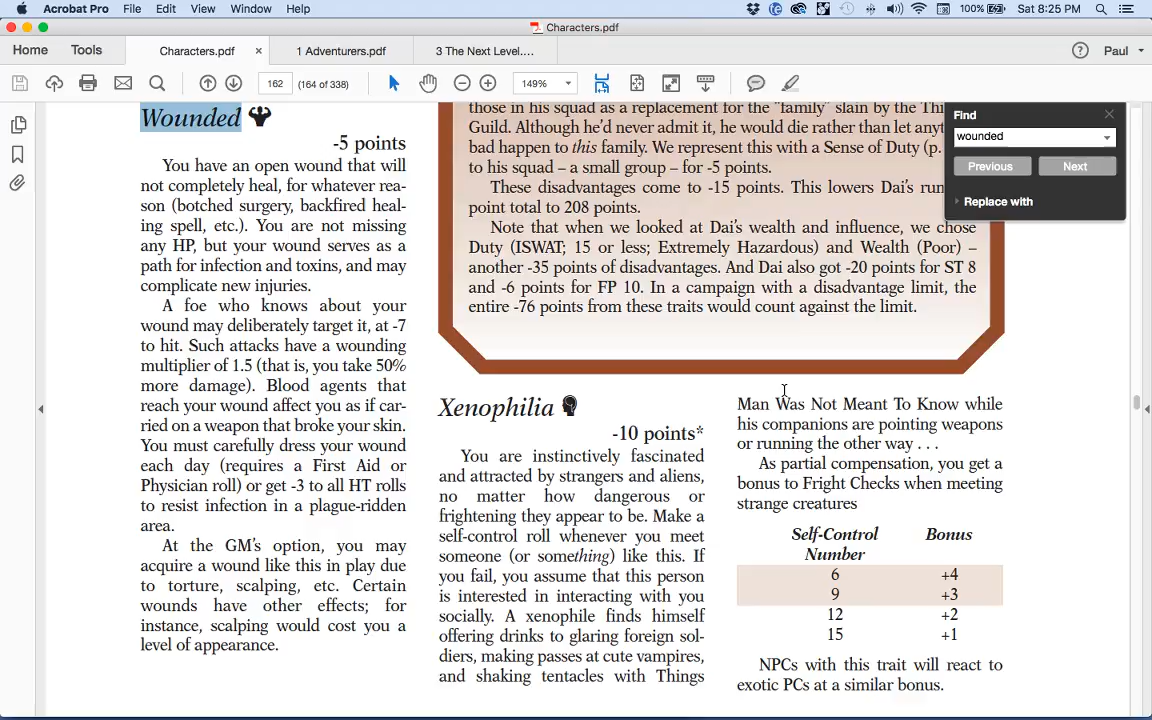 Acrobat Pro File Edit View Window Help
100% Sat 8:25 PM
Characters.pdf
Home Tools Characters.pdf × 1 Adventurers.pdf 3 The Next Level.... Paul
162 (164 of 338) 149%
Find
wounded
Previous Next
Replace with
Wounded
-5 points
You have an open wound that will
not completely heal, for whatever rea-
son (botched surgery, backfired heal-
ing spell, etc.). You are not missing
any HP, but your wound serves as a
path for infection and toxins, and may
complicate new injuries.
A foe who knows about your
wound may deliberately target it, at -7
to hit. Such attacks have a wounding
multiplier of 1.5 (that is, you take 50%
more damage). Blood agents that
reach your wound affect you as if car-
ried on a weapon that broke your skin.
You must carefully dress your wound
each day (requires a First Aid or
Physician roll) or get -3 to all HT rolls
to resist infection in a plague-ridden
area.
At the GM's option, you may
acquire a wound like this in play due
to torture, scalping, etc. Certain
wounds have other effects; for
instance, scalping would cost you a
level of appearance.
those in his squad as a replacement for the "family" slain by the Thi
Guild. Although he'd never admit it, he would die rather than let anyt
bad happen to this family. We represent this with a Sense of Duty (p.
to his squad – a small group – for -5 points.
These disadvantages come to -15 points. This lowers Dai's run
point total to 208 points.
Note that when we looked at Dai's wealth and influence, we chose
Duty (ISWAT; 15 or less; Extremely Hazardous) and Wealth (Poor) –
another -35 points of disadvantages. And Dai also got -20 points for ST 8
and -6 points for FP 10. In a campaign with a disadvantage limit, the
entire -76 points from these traits would count against the limit.
Xenophilia
-10 points*
You are instinctively fascinated
and attracted by strangers and aliens,
no matter how dangerous or
frightening they appear to be. Make a
self-control roll whenever you meet
someone (or something) like this. If
you fail, you assume that this person
is interested in interacting with you
socially. A xenophile finds himself
offering drinks to glaring foreign sol-
diers, making passes at cute vampires,
and shaking tentacles with Things
Man Was Not Meant To Know while
his companions are pointing weapons
or running the other way . . .
As partial compensation, you get a
bonus to Fright Checks when meeting
strange creatures
Self-Control Bonus
Number
6 +4
9 +3
12 +2
15 +1
NPCs with this trait will react to
exotic PCs at a similar bonus.